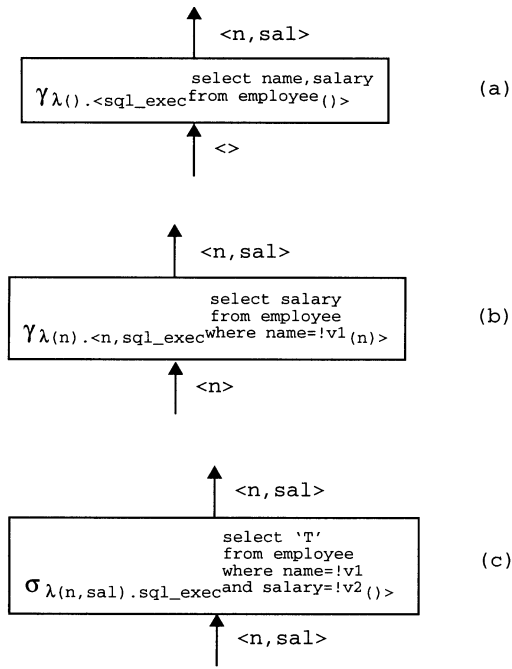 <n,sal>
select name,salary
γλ().<sql_exec from employee ()>
(a)
<>
<n,sal>
select salary
from employee
γλ(n).<n,sql_exec where name=!v1 (n)>
(b)
<n>
<n,sal>
select ‘T’
from employee
where name=!v1
σλ(n,sal).sql_exec and salary=!v2 ()>
(c)
<n,sal>